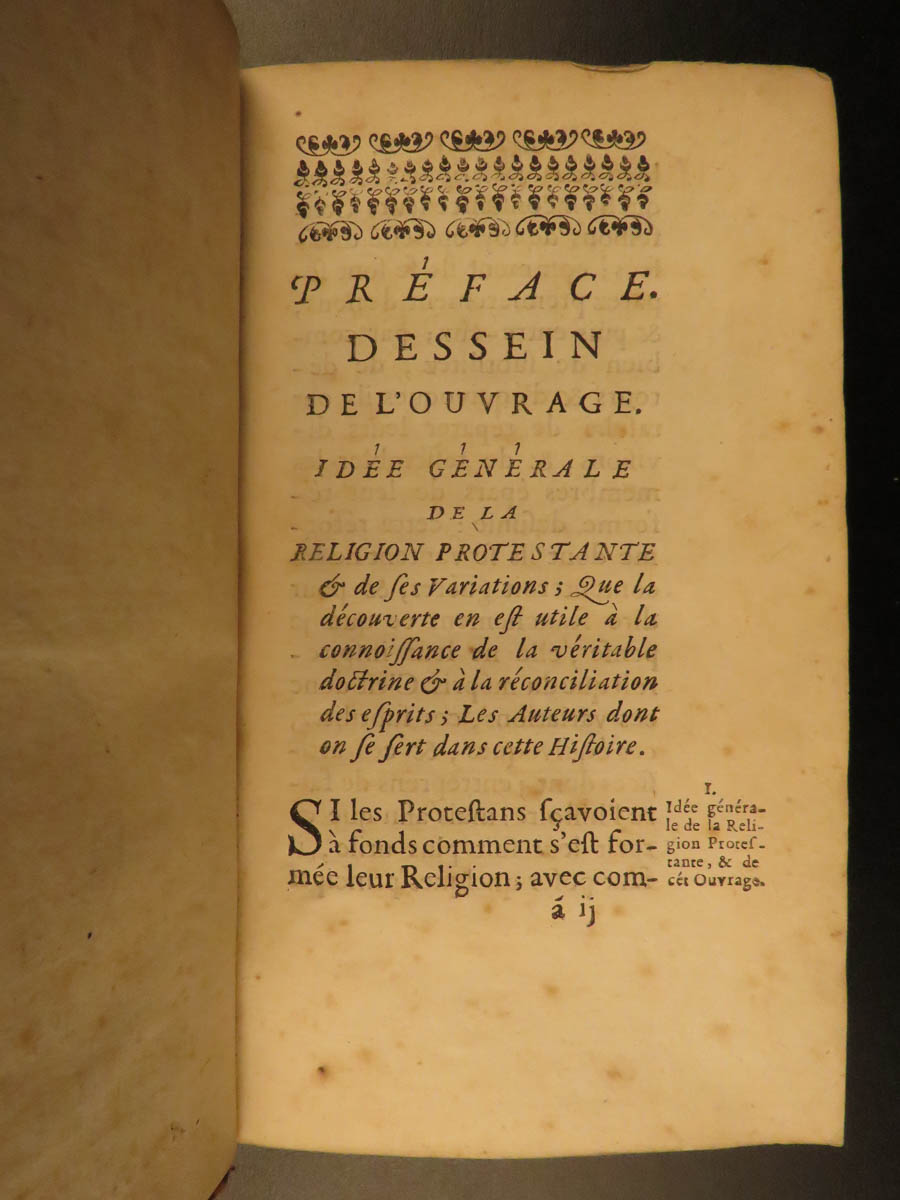 PRÉFACE.
DESSEIN
DE L'OUVRAGE.
IDÉE GÉNÉRALE
DE LA
RELIGION PROTESTANTE
& de ſes Variations ; Que la
découverte en eſt utile à la
connoiſſance de la véritable
doctrine & à la réconciliation
des eſprits ; Les Auteurs dont
on ſe ſert dans cette Hiſtoire.
SI les Proteſtans ſçavoient
à fonds comment s'eſt for-
mée leur Religion ; avec com-
I.
Idée généra-
le de la Reli-
gion Proteſ-
tante, & de
cét Ouvrage.
á ij